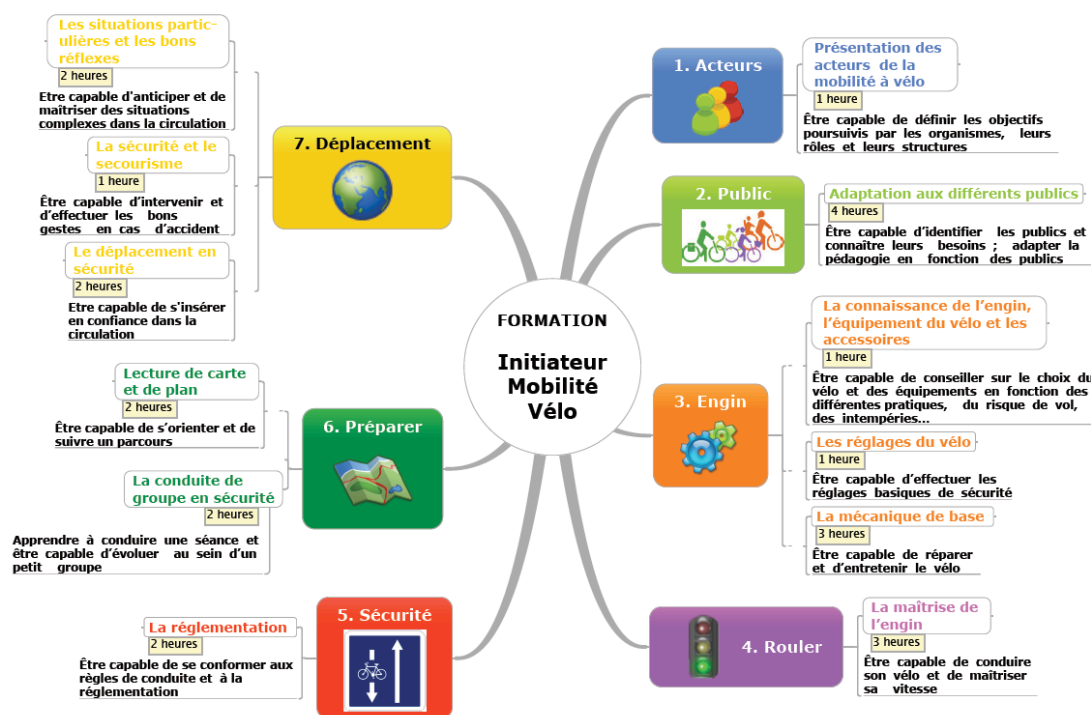 FORMATION
Initiateur
Mobilité
Vélo
1. Acteurs
Présentation des
acteurs de la
mobilité à vélo
1 heure
Être capable de définir les objectifs
poursuivis par les organismes, leurs
rôles et leurs structures
2. Public
Adaptation aux différents publics
4 heures
Être capable d'identifier les publics et
connaître leurs besoins ; adapter la
pédagogie en fonction des publics
3. Engin
La connaissance de l'engin,
l'équipement du vélo et les
accessoires
1 heure
Être capable de conseiller sur le choix du
vélo et des équipements en fonction des
différentes pratiques, du risque de vol,
des intempéries...
Les réglages du vélo
1 heure
Être capable d'effectuer les
réglages basiques de sécurité
La mécanique de base
3 heures
Être capable de réparer
et d'entretenir le vélo
4. Rouler
La maîtrise de
l'engin
3 heures
Être capable de conduire
son vélo et de maîtriser
sa vitesse
5. Sécurité
La réglementation
2 heures
Être capable de se conformer aux
règles de conduite et à la
réglementation
6. Préparer
Lecture de carte
et de plan
2 heures
Être capable de s'orienter et de
suivre un parcours
La conduite de
groupe en sécurité
2 heures
Apprendre à conduire une séance et
être capable d'évoluer au sein d'un
petit groupe
7. Déplacement
Les situations partic-
ulières et les bons
réflexes
2 heures
Etre capable d'anticiper et de
maîtriser des situations
complexes dans la circulation
La sécurité et le
secourisme
1 heure
Être capable d'intervenir et
d'effectuer les bons
gestes en cas d'accident
Le déplacement en
sécurité
2 heures
Etre capable de s'insérer
en confiance dans la
circulation